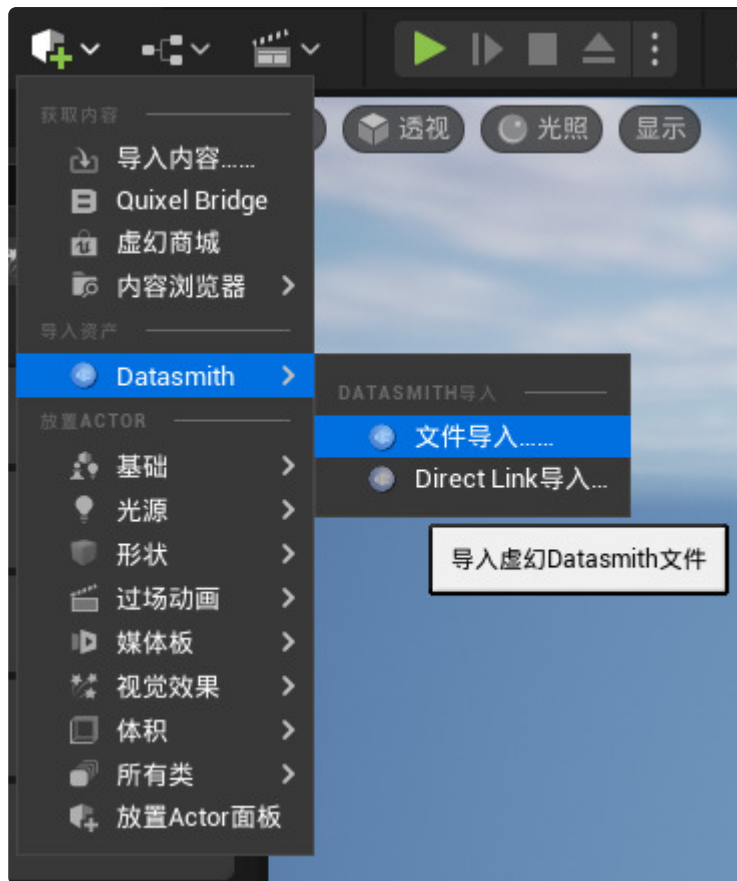 透视
光照
显示
获取内容
导入内容……
Quixel Bridge
虚幻商城
内容浏览器
导入资产
Datasmith
DATASMITH导入
放置ACTOR
文件导入……
基础
Direct Link导入...
光源
形状
导入虚幻Datasmith文件
过场动画
媒体板
视觉效果
体积
所有类
放置Actor面板